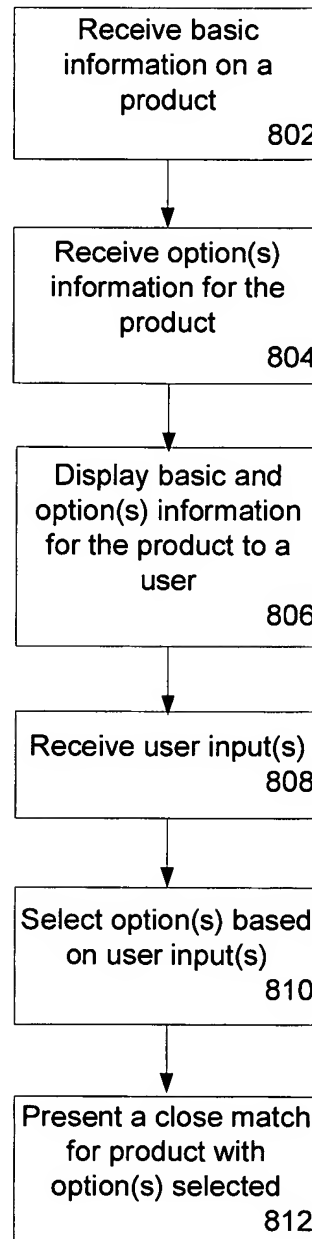 Receive basic
information on a
product
802
Receive option(s)
information for the
product
804
Display basic and
option(s) information
for the product to a
user
806
Receive user input(s)
808
Select option(s) based
on user input(s)
810
Present a close match
for product with
option(s) selected
812